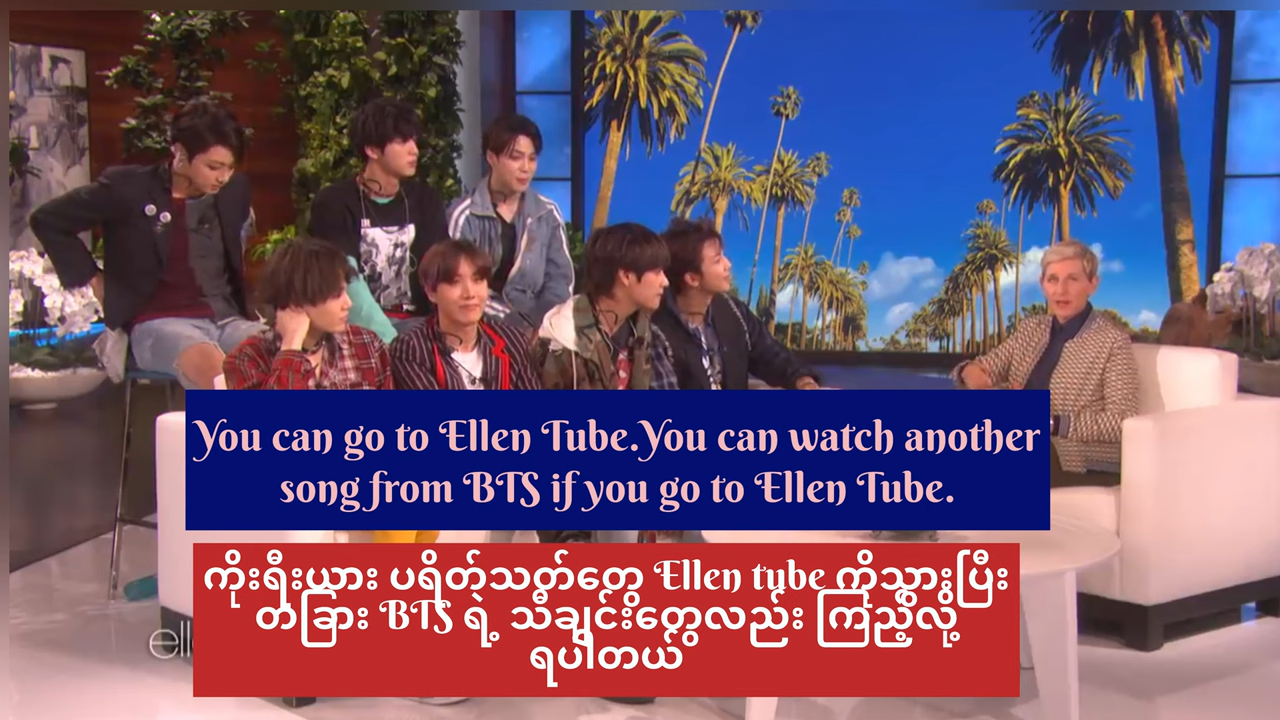 You can go to Ellen Tube.You can watch another
song from BTS if you go to Ellen Tube.
ကိုးရီးယား ပရိတ်သတ်တွေ Ellen tube ကိုသွားပြီး
တခြား BTS ရဲ့ သီချင်းတွေလည်း ကြည့်လို့
ရပါတယ်